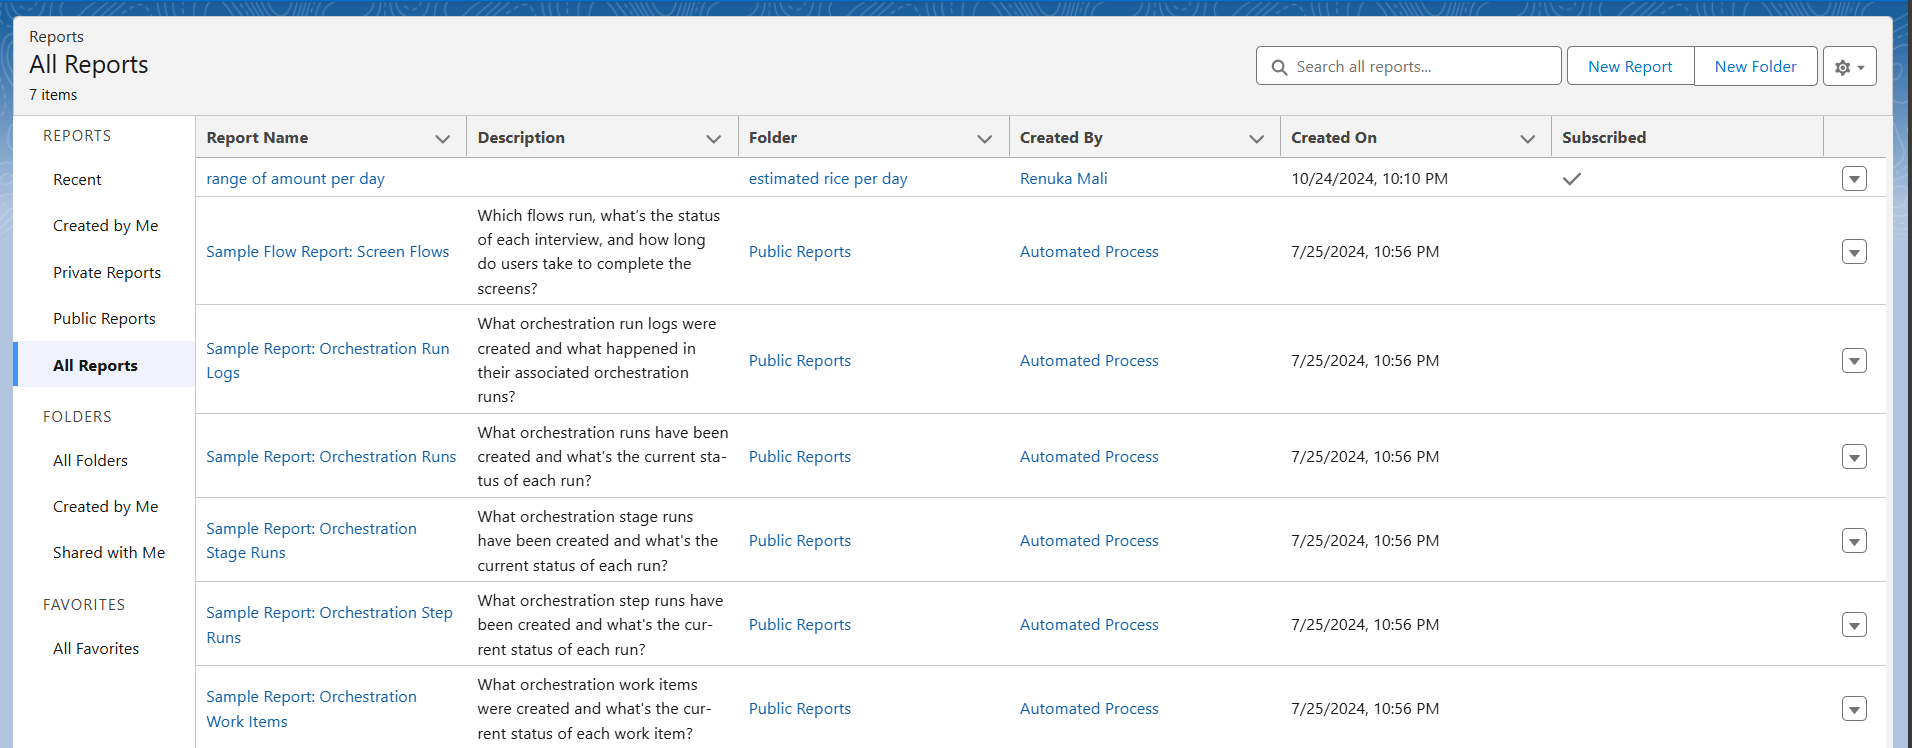 Reports
All Reports
7 items
Search all reports...
New Report
New Folder
REPORTS
Recent
Created by Me
Private Reports
Public Reports
All Reports
FOLDERS
All Folders
Created by Me
Shared with Me
FAVORITES
All Favorites
Report Name
Description
Folder
Created By
Created On
Subscribed
range of amount per day
estimated rice per day
Renuka Mali
10/24/2024, 10:10 PM
Sample Flow Report: Screen Flows
Which flows run, what’s the status
of each interview, and how long
do users take to complete the
screens?
Public Reports
Automated Process
7/25/2024, 10:56 PM
Sample Report: Orchestration Run
Logs
What orchestration run logs were
created and what happened in
their associated orchestration
runs?
Public Reports
Automated Process
7/25/2024, 10:56 PM
Sample Report: Orchestration Runs
What orchestration runs have been
created and what's the current sta-
tus of each run?
Public Reports
Automated Process
7/25/2024, 10:56 PM
Sample Report: Orchestration
Stage Runs
What orchestration stage runs
have been created and what's the
current status of each run?
Public Reports
Automated Process
7/25/2024, 10:56 PM
Sample Report: Orchestration Step
Runs
What orchestration step runs have
been created and what's the cur-
rent status of each run?
Public Reports
Automated Process
7/25/2024, 10:56 PM
Sample Report: Orchestration
Work Items
What orchestration work items
were created and what's the cur-
rent status of each work item?
Public Reports
Automated Process
7/25/2024, 10:56 PM